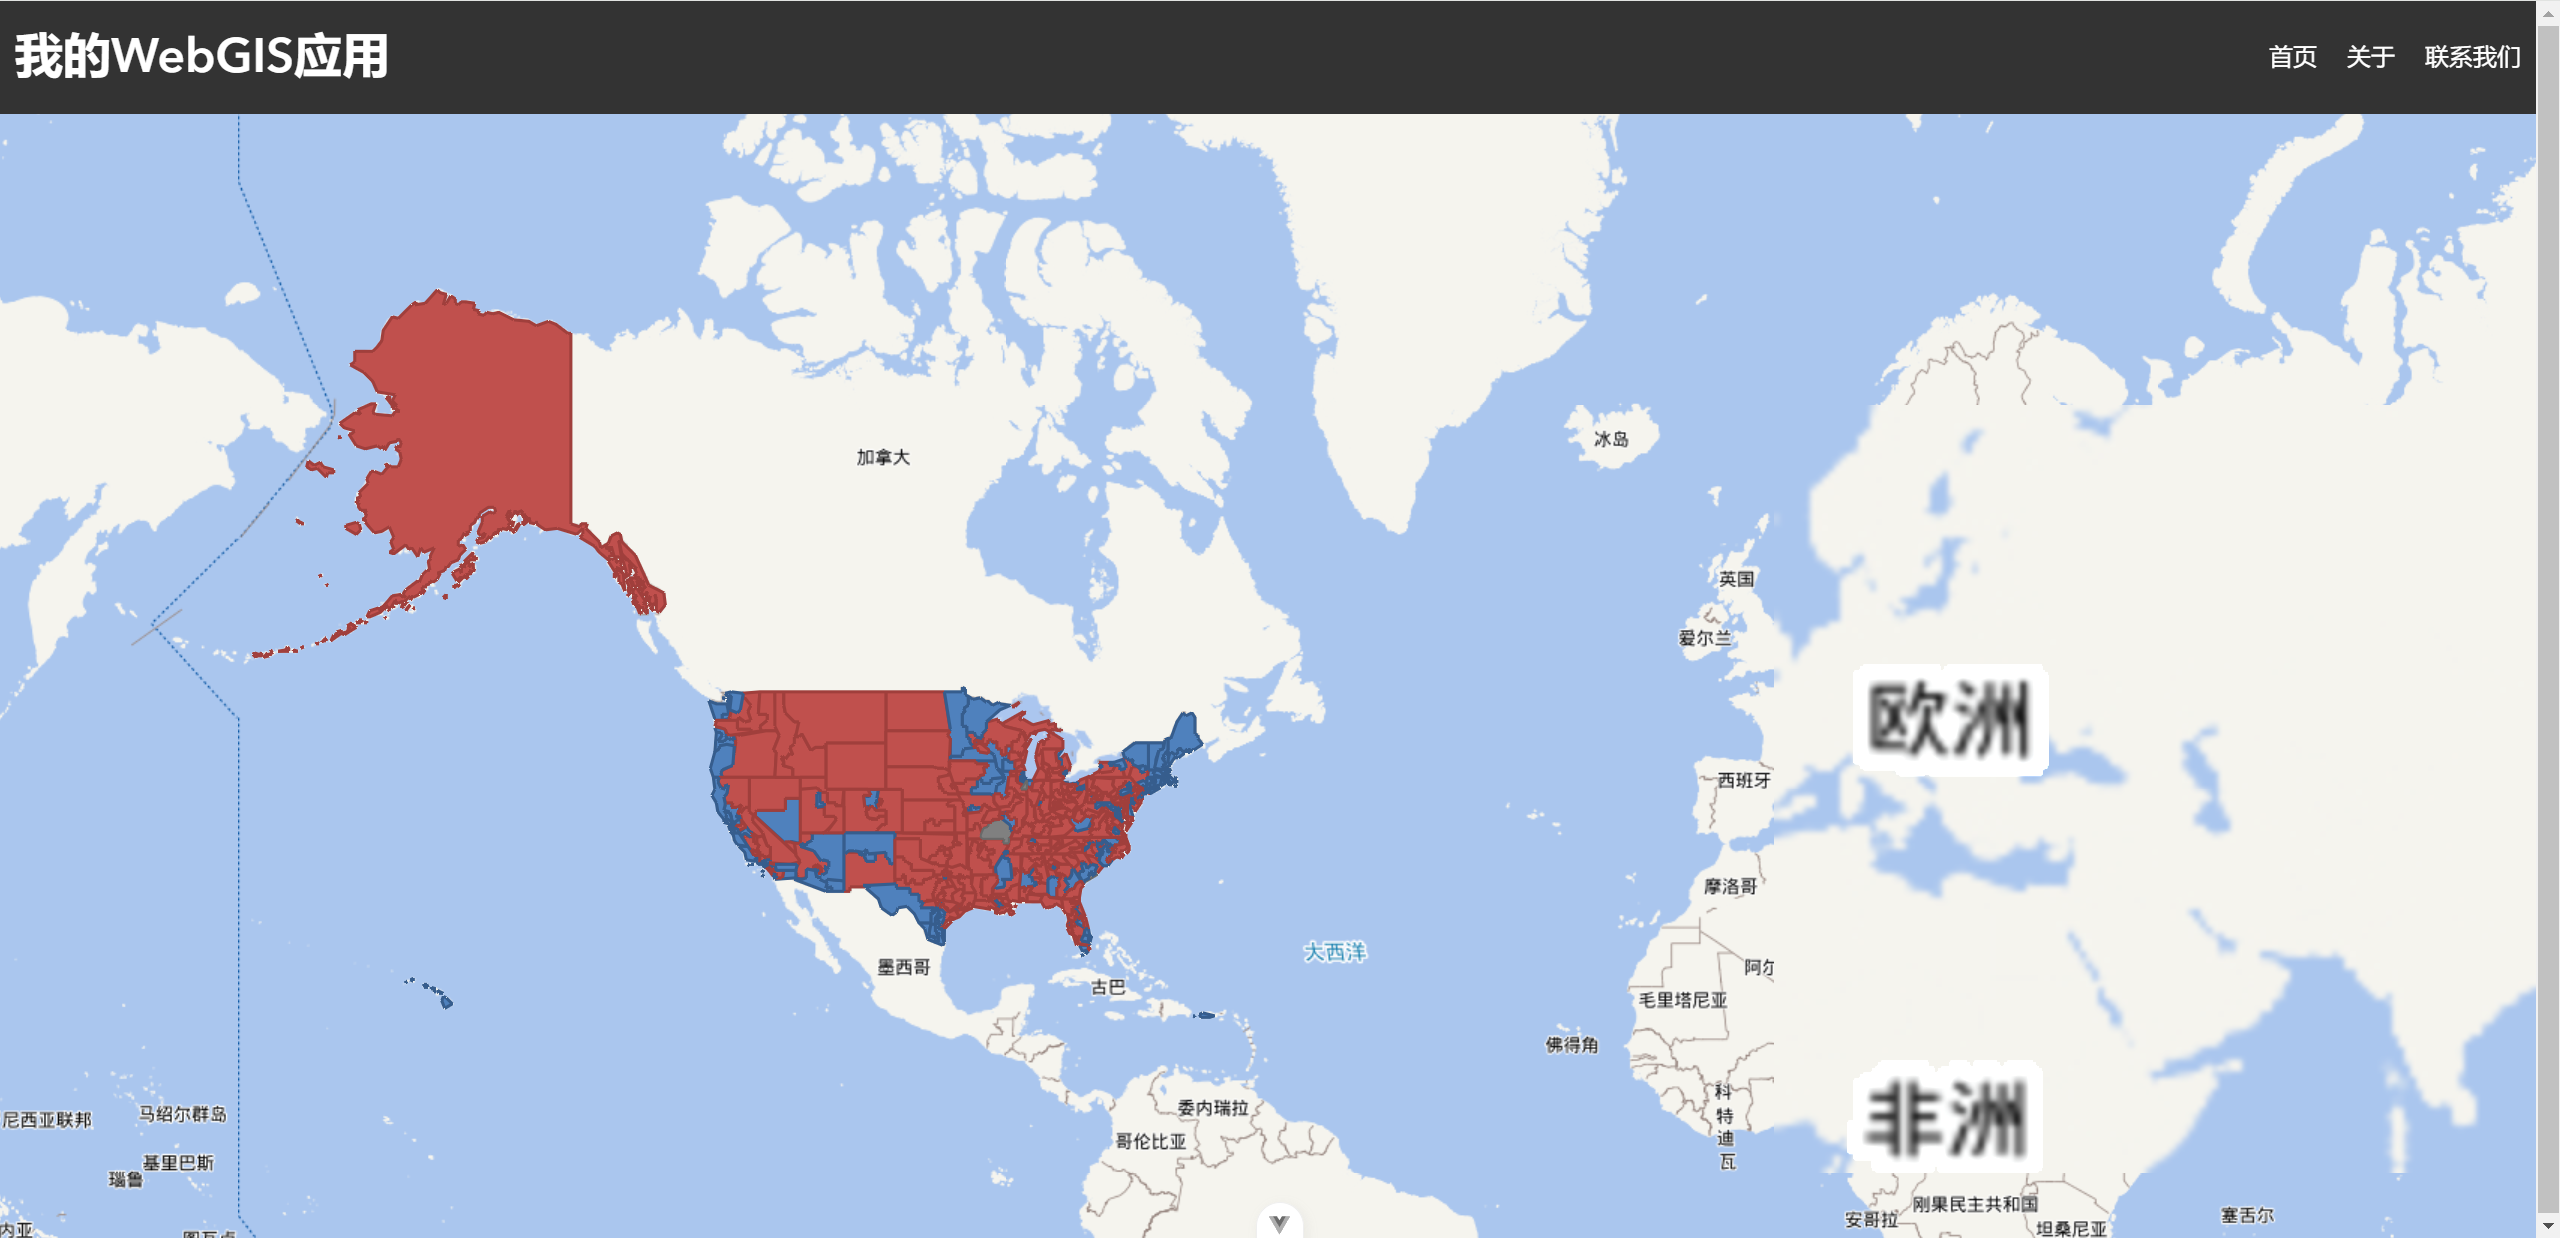 我的WebGIS应用
首页
关于
联系我们
加拿大
冰岛
英国
爱尔兰
欧洲
西班牙
摩洛哥
大西洋
墨西哥
阿尔
古巴
毛里塔尼亚
佛得角
科特迪瓦
非洲
尼西亚联邦
马绍尔群岛
委内瑞拉
哥伦比亚
基里巴斯
瑙鲁
刚果民主共和国
安哥拉
塞舌尔
坦桑尼亚
内亚